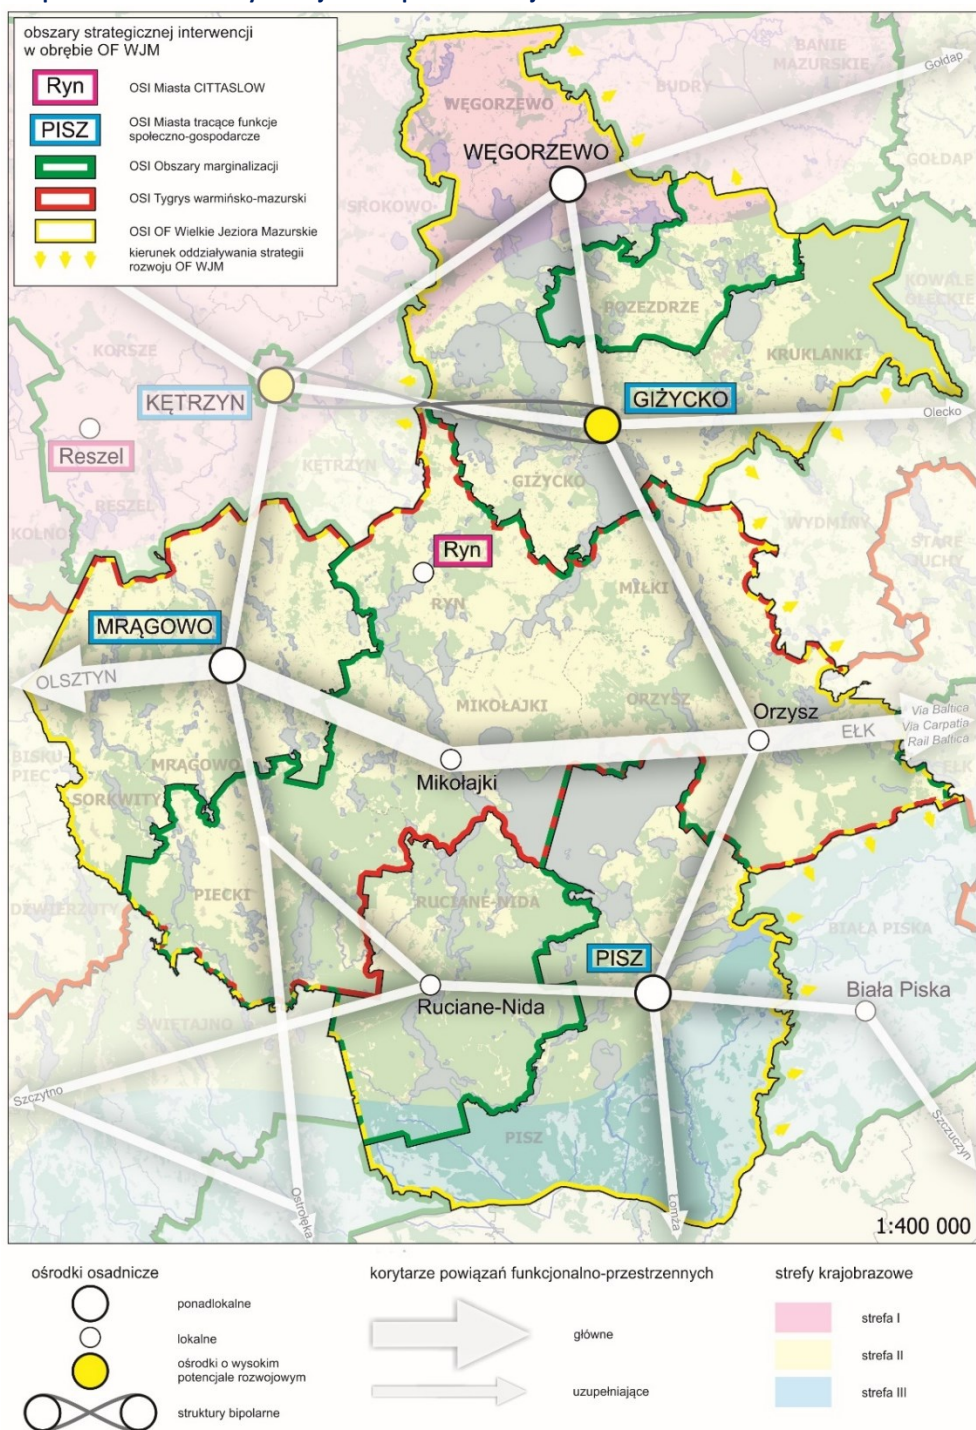 obszary strategicznej interwencji
w obrębie OF WJM
Ryn
OSI Miasta CITTASLOW
PISZ
OSI Miasta tracące funkcje
społeczno-gospodarcze
OSI Obszary marginalizacji
OSI Tygrys warmińsko-mazurski
OSI OF Wielkie Jeziora Mazurskie
kierunek oddziaływania strategii
rozwoju OF WJM
BANIE
MAZURSKIE
Gołdap
BUDRY
WĘGORZEWO
WĘGORZEWO
GOŁDAP
SROKOWO
KOWALE
OLECKIE
POZEZDRZE
KORSZE
KRUKLANKI
KĘTRZYN
GIŻYCKO
Olecko
Reszel
KĘTRZYN
GIŻYCKO
RESZEL
KOLNO
WYDMINY
STARE
JUCHY
Ryn
RYN
MIŁKI
MRĄGOWO
OLSZTYN
MIKOŁAJKI
ORZYSZ
Orzysz
EŁK
Via Baltica
Via Carpatia
Rail Baltica
BISKU-
PIEC
MRĄGOWO
EŁK
Mikołajki
SORKWITY
PIECKI
RUCIANE-NIDA
DŹWIERZUTY
BIAŁA PISKA
PISZ
Ruciane-Nida
Biała Piska
ŚWIĘTAJNO
Szczytno
PISZ
Szczuczyn
Ostrołęka
Łomża
1:400 000
ośrodki osadnicze
ponadlokalne
lokalne
ośrodki o wysokim
potencjale rozwojowym
struktury bipolarne
korytarze powiązań funkcjonalno-przestrzennych
główne
uzupełniające
strefy krajobrazowe
strefa I
strefa II
strefa III